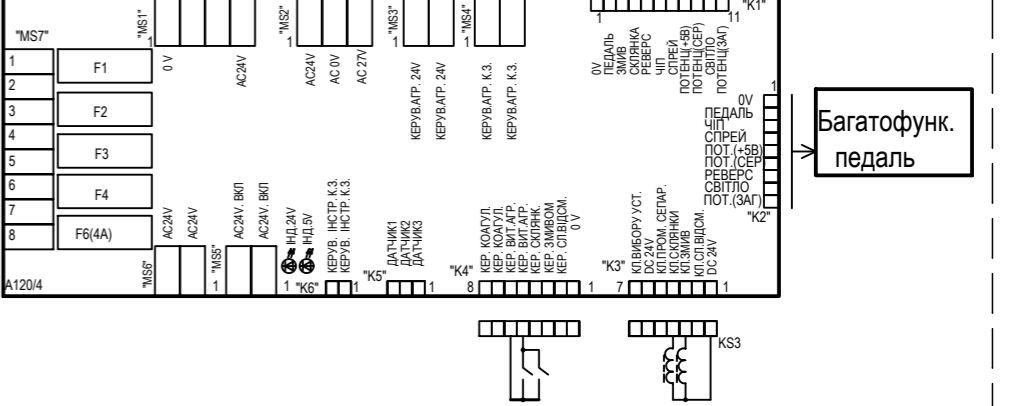 "K1"
1
11
"MS1"
1
"MS2"
1
"MS3"
1
"MS4"
1
"MS7"
1
2
3
4
5
6
7
8
F1
F2
F3
F4
F6(4A)
0 V
AC24V
AC24V
AC 0V
AC 27V
КЕРУВ.АГР. 24V
КЕРУВ.АГР. 24V
КЕРУВ.АГР. К.З.
КЕРУВ.АГР. К.З.
0V
ПЕДАЛЬ
ЗМИВ
СКЛЯНКА
РЕВЕРС
ЧІП
СПРЕЙ
ПОТЕНЦ(+5В)
ПОТЕНЦ(СЕР)
СВІТЛО
ПОТЕНЦ(ЗАГ)
1
0V
ПЕДАЛЬ
ЧІП
СПРЕЙ
ПОТ.(+5В)
ПОТ.(СЕР
РЕВЕРС
СВІТЛО
ПОТ.(ЗАГ)
"K2"
Багатофунк.
педаль
AC24V
AC24V
AC24V. ВКЛ
AC24V. ВКЛ
ІНД.24V
ІНД.5V
КЕРУВ. ІНСТР. К.З.
КЕРУВ. ІНСТР. К.З.
ДАТЧИК1
ДАТЧИК2
ДАТЧИК3
КЕР. КОАГУЛ.
КЕР. КОАГУЛ.
КЕР. ВИТ.АГР.
КЕР. ВИТ.АГР.
КЕР. СКЛЯНК.
КЕР. ЗМИВОМ
КЕР. СЛ.ВІДСМ.
0 V
КЛ.ВИБОРУ УСТ.
DC 24V
КЛ.ПРОМ. СЕПАР.
КЛ.СКЛЯНКИ
КЛ.ЗМИВ
КЛ.СЛ.ВІДСМ.
DC 24V
A120/4
"MS6"
"MS5"
1
1
"K6"
1
"K5"
1
"K4"
8
1
"K3"
7
1
KS3